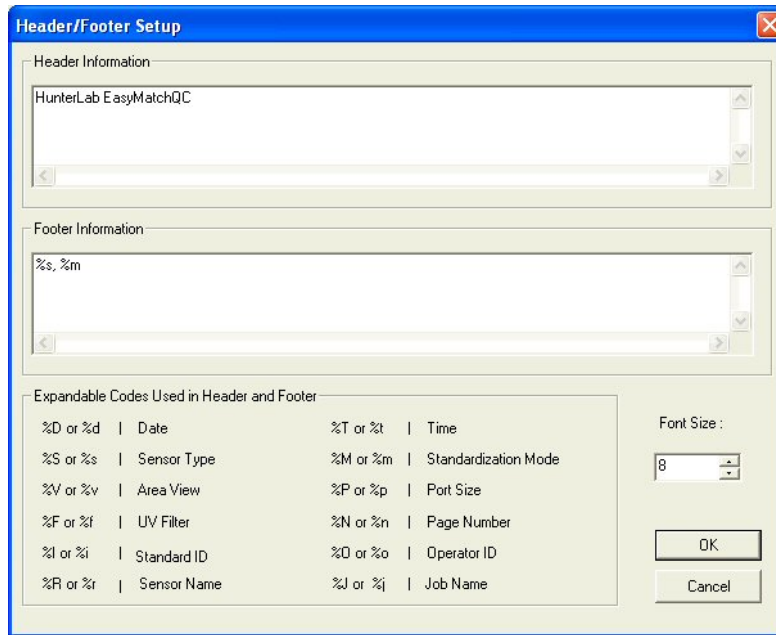 Header/Footer Setup
Header Information
HunterLab EasyMatchQC
Footer Information
%s, %m
Expandable Codes Used in Header and Footer
%D or %d | Date %T or %t | Time
%S or %s | Sensor Type %M or %m | Standardization Mode
%V or %v | Area View %P or %p | Port Size
%F or %f | UV Filter %N or %n | Page Number
%I or %i | Standard ID %O or %o | Operator ID
%R or %r | Sensor Name %J or %j | Job Name
Font Size :
8
OK
Cancel